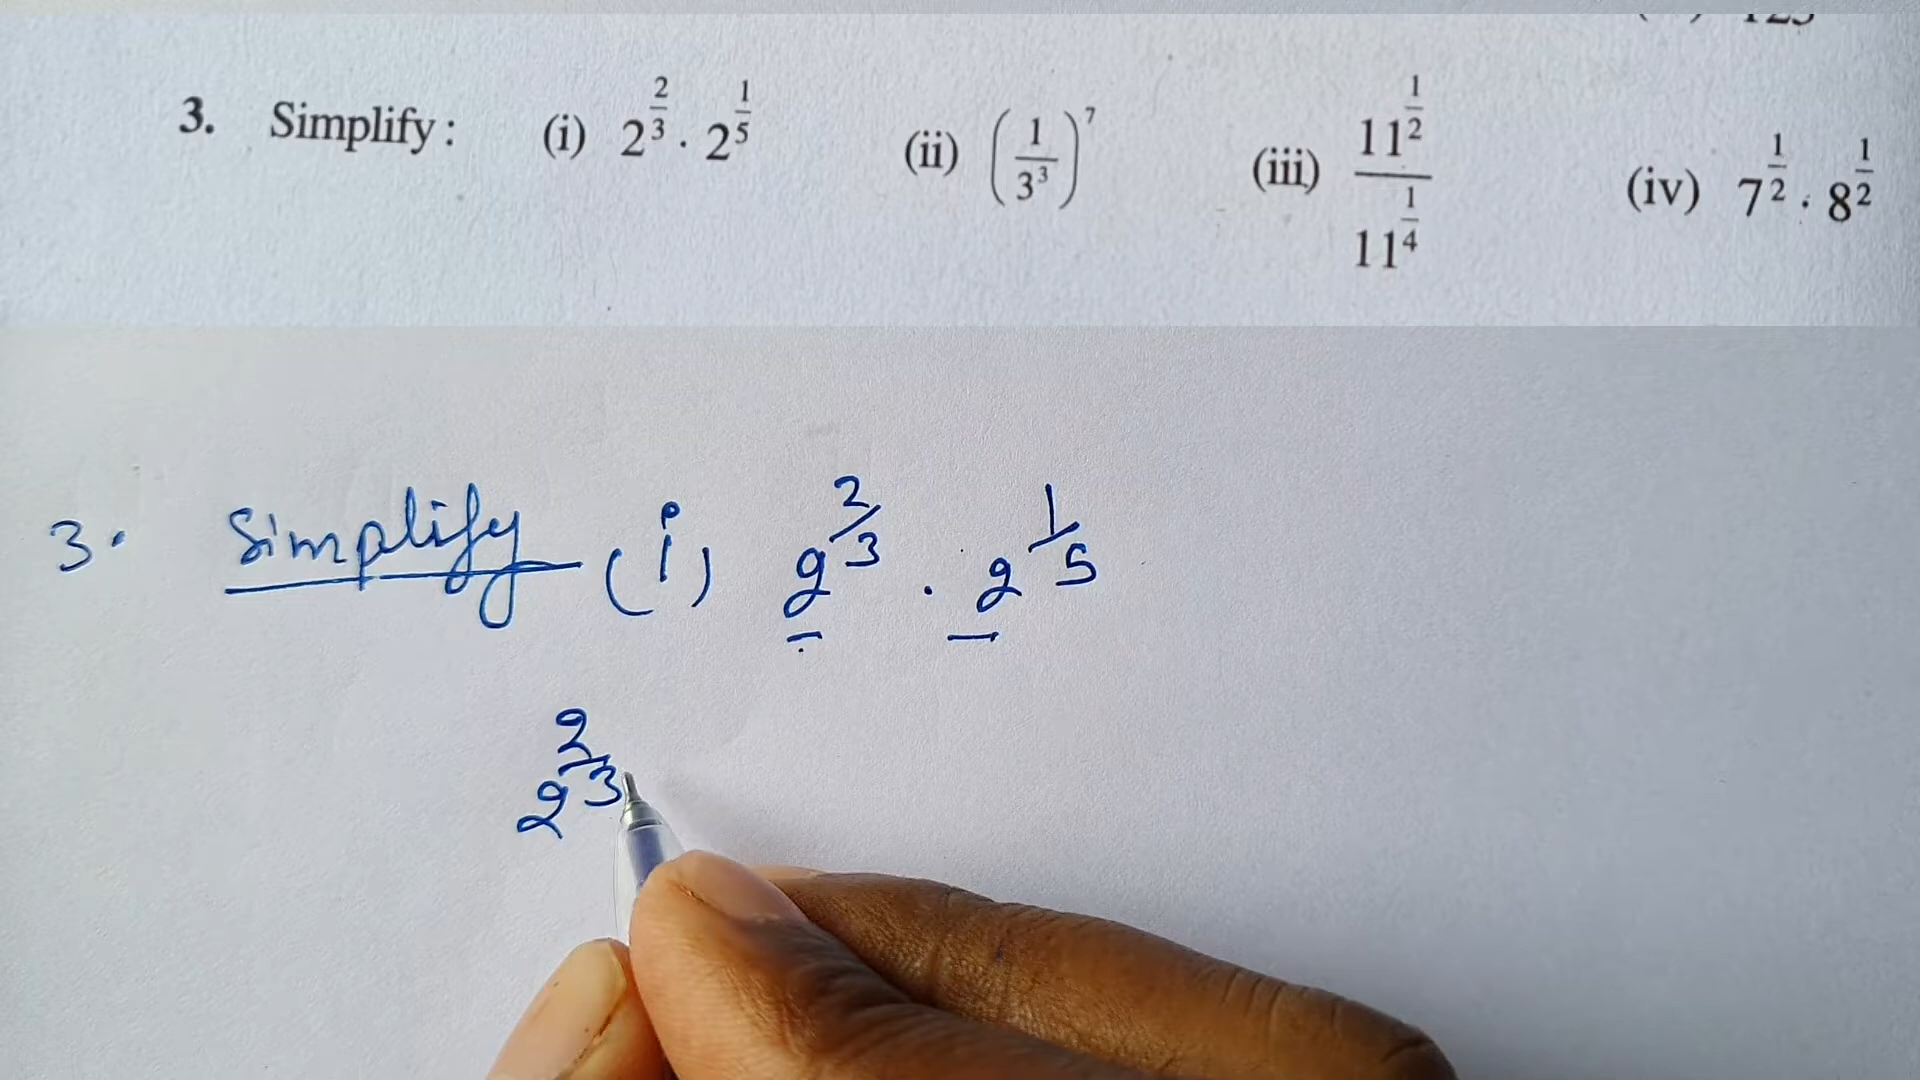 3. Simplify : (i) 2^(2/3) . 2^(1/5) (ii) (1/3^3)^7 (iii) 11^(1/2) / 11^(1/4) (iv) 7^(1/2) . 8^(1/2)
3. Simplify (i) 2^(2/3) . 2^(1/5)
2^(2/3)